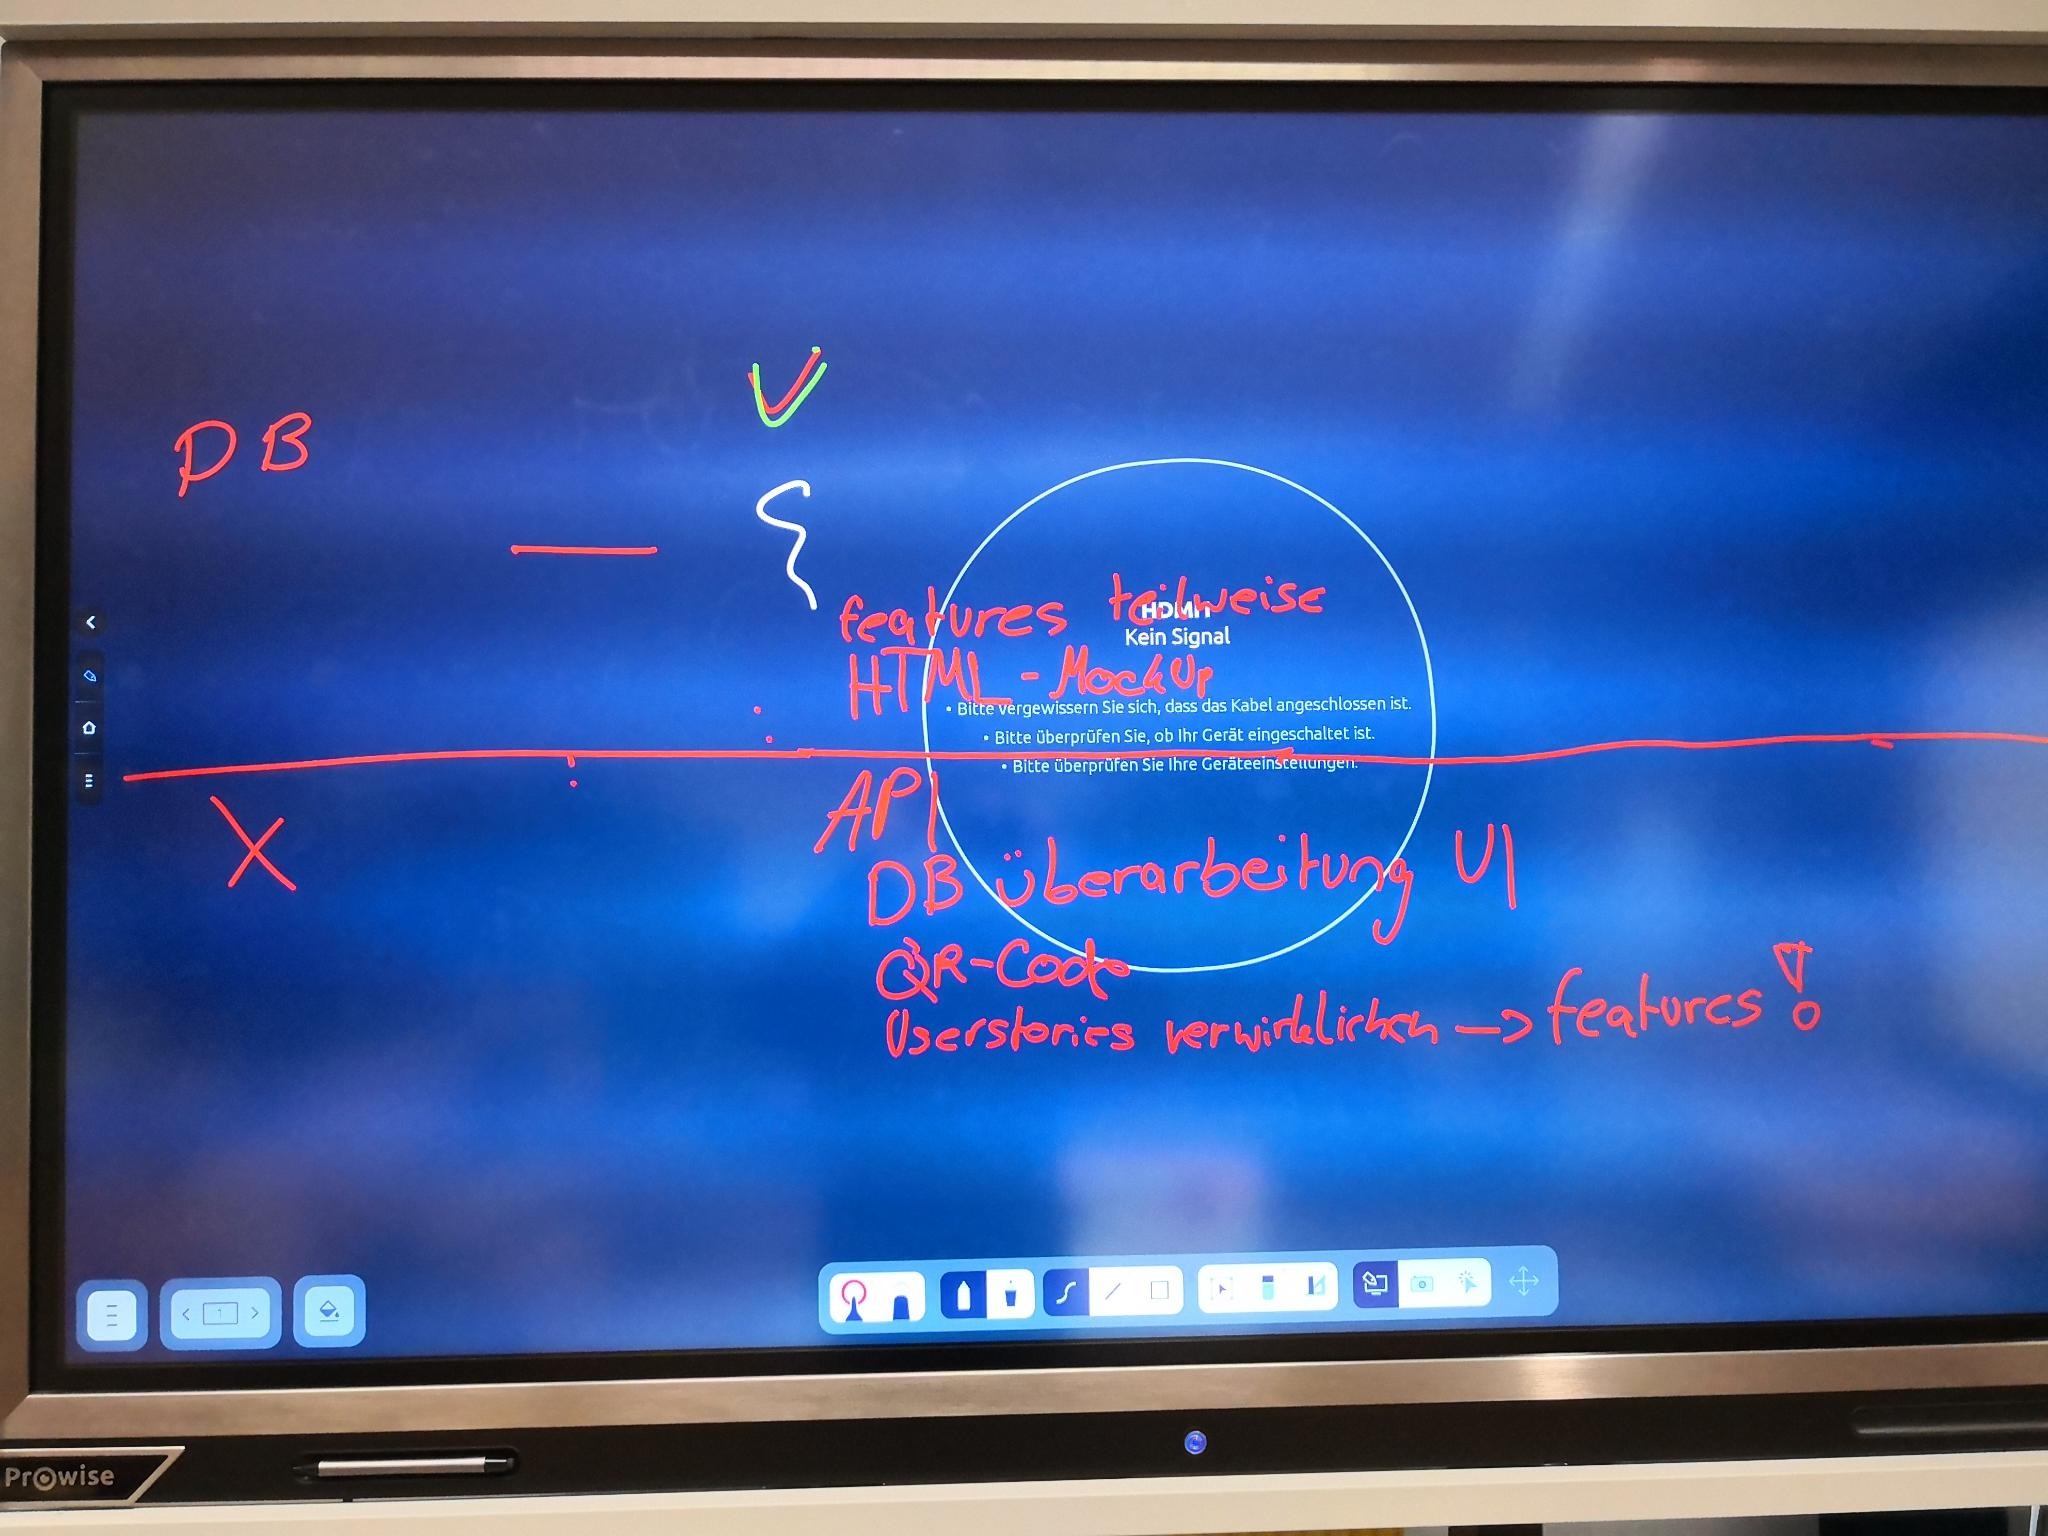 DB
features teilweise
HDMI1
Kein Signal
HTML-MockUp
• Bitte vergewissern Sie sich, dass das Kabel angeschlossen ist.
• Bitte überprüfen Sie, ob Ihr Gerät eingeschaltet ist.
• Bitte überprüfen Sie Ihre Geräteeinstellungen.
X
API
DB überarbeitung UI
QR-Code
Userstories verwirklichen → features!
1
Prowise